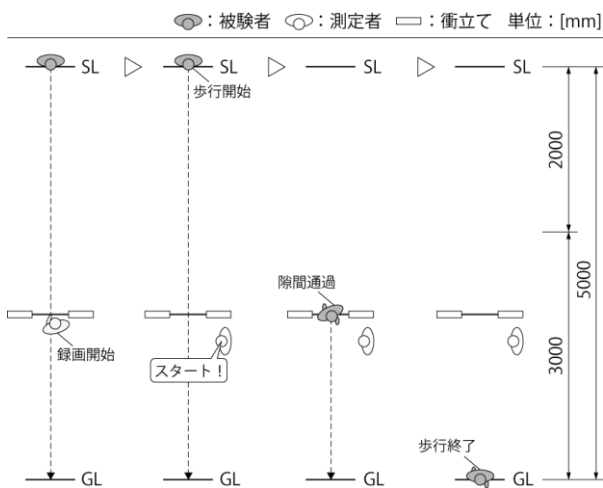 ：被験者 ：測定者 ：衝立て 単位：[mm]
SL SL SL SL
歩行開始
2000
5000
隙間通過
録画開始
スタート！
3000
歩行終了
GL GL GL GL